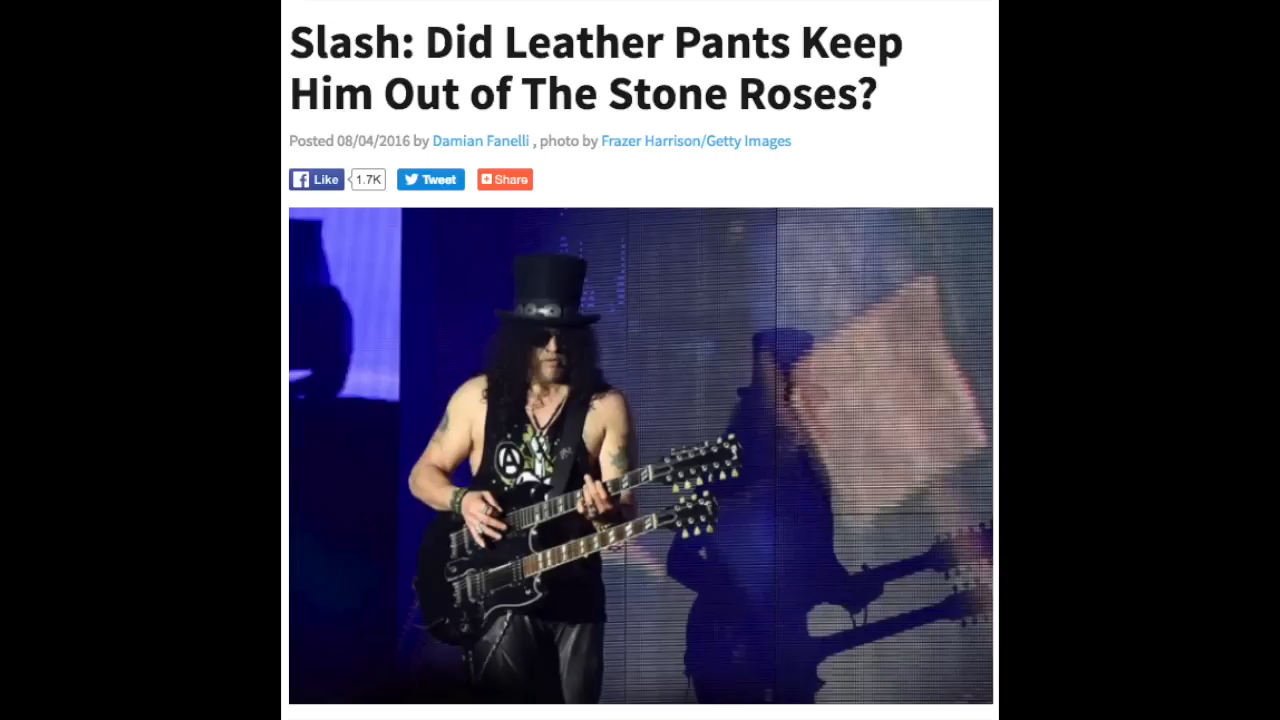 Slash: Did Leather Pants Keep
Him Out of The Stone Roses?
Posted 08/04/2016 by Damian Fanelli , photo by Frazer Harrison/Getty Images
Like 1.7K Tweet Share
A